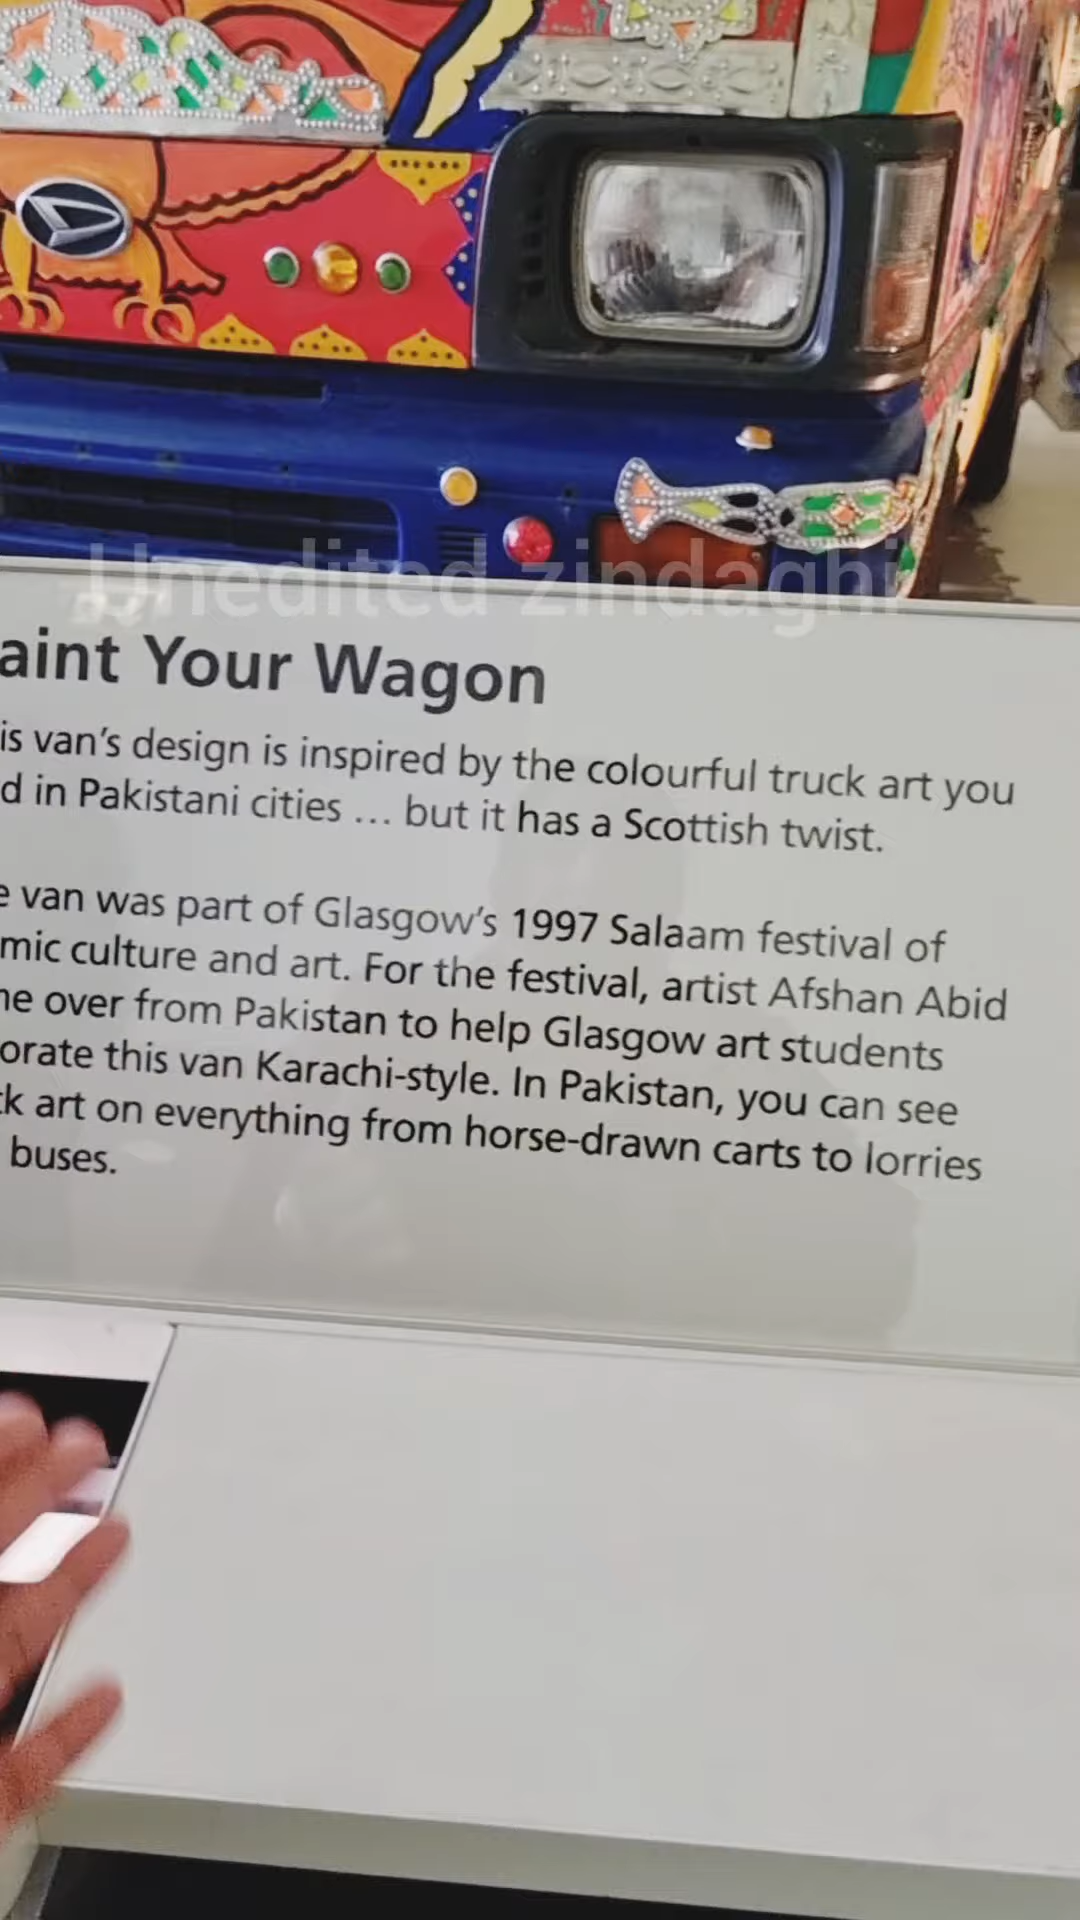 Unedited zindaghi
aint Your Wagon
is van's design is inspired by the colourful truck art you
d in Pakistani cities ... but it has a Scottish twist.
e van was part of Glasgow's 1997 Salaam festival of
mic culture and art. For the festival, artist Afshan Abid
ne over from Pakistan to help Glasgow art students
orate this van Karachi-style. In Pakistan, you can see
ck art on everything from horse-drawn carts to lorries
buses.